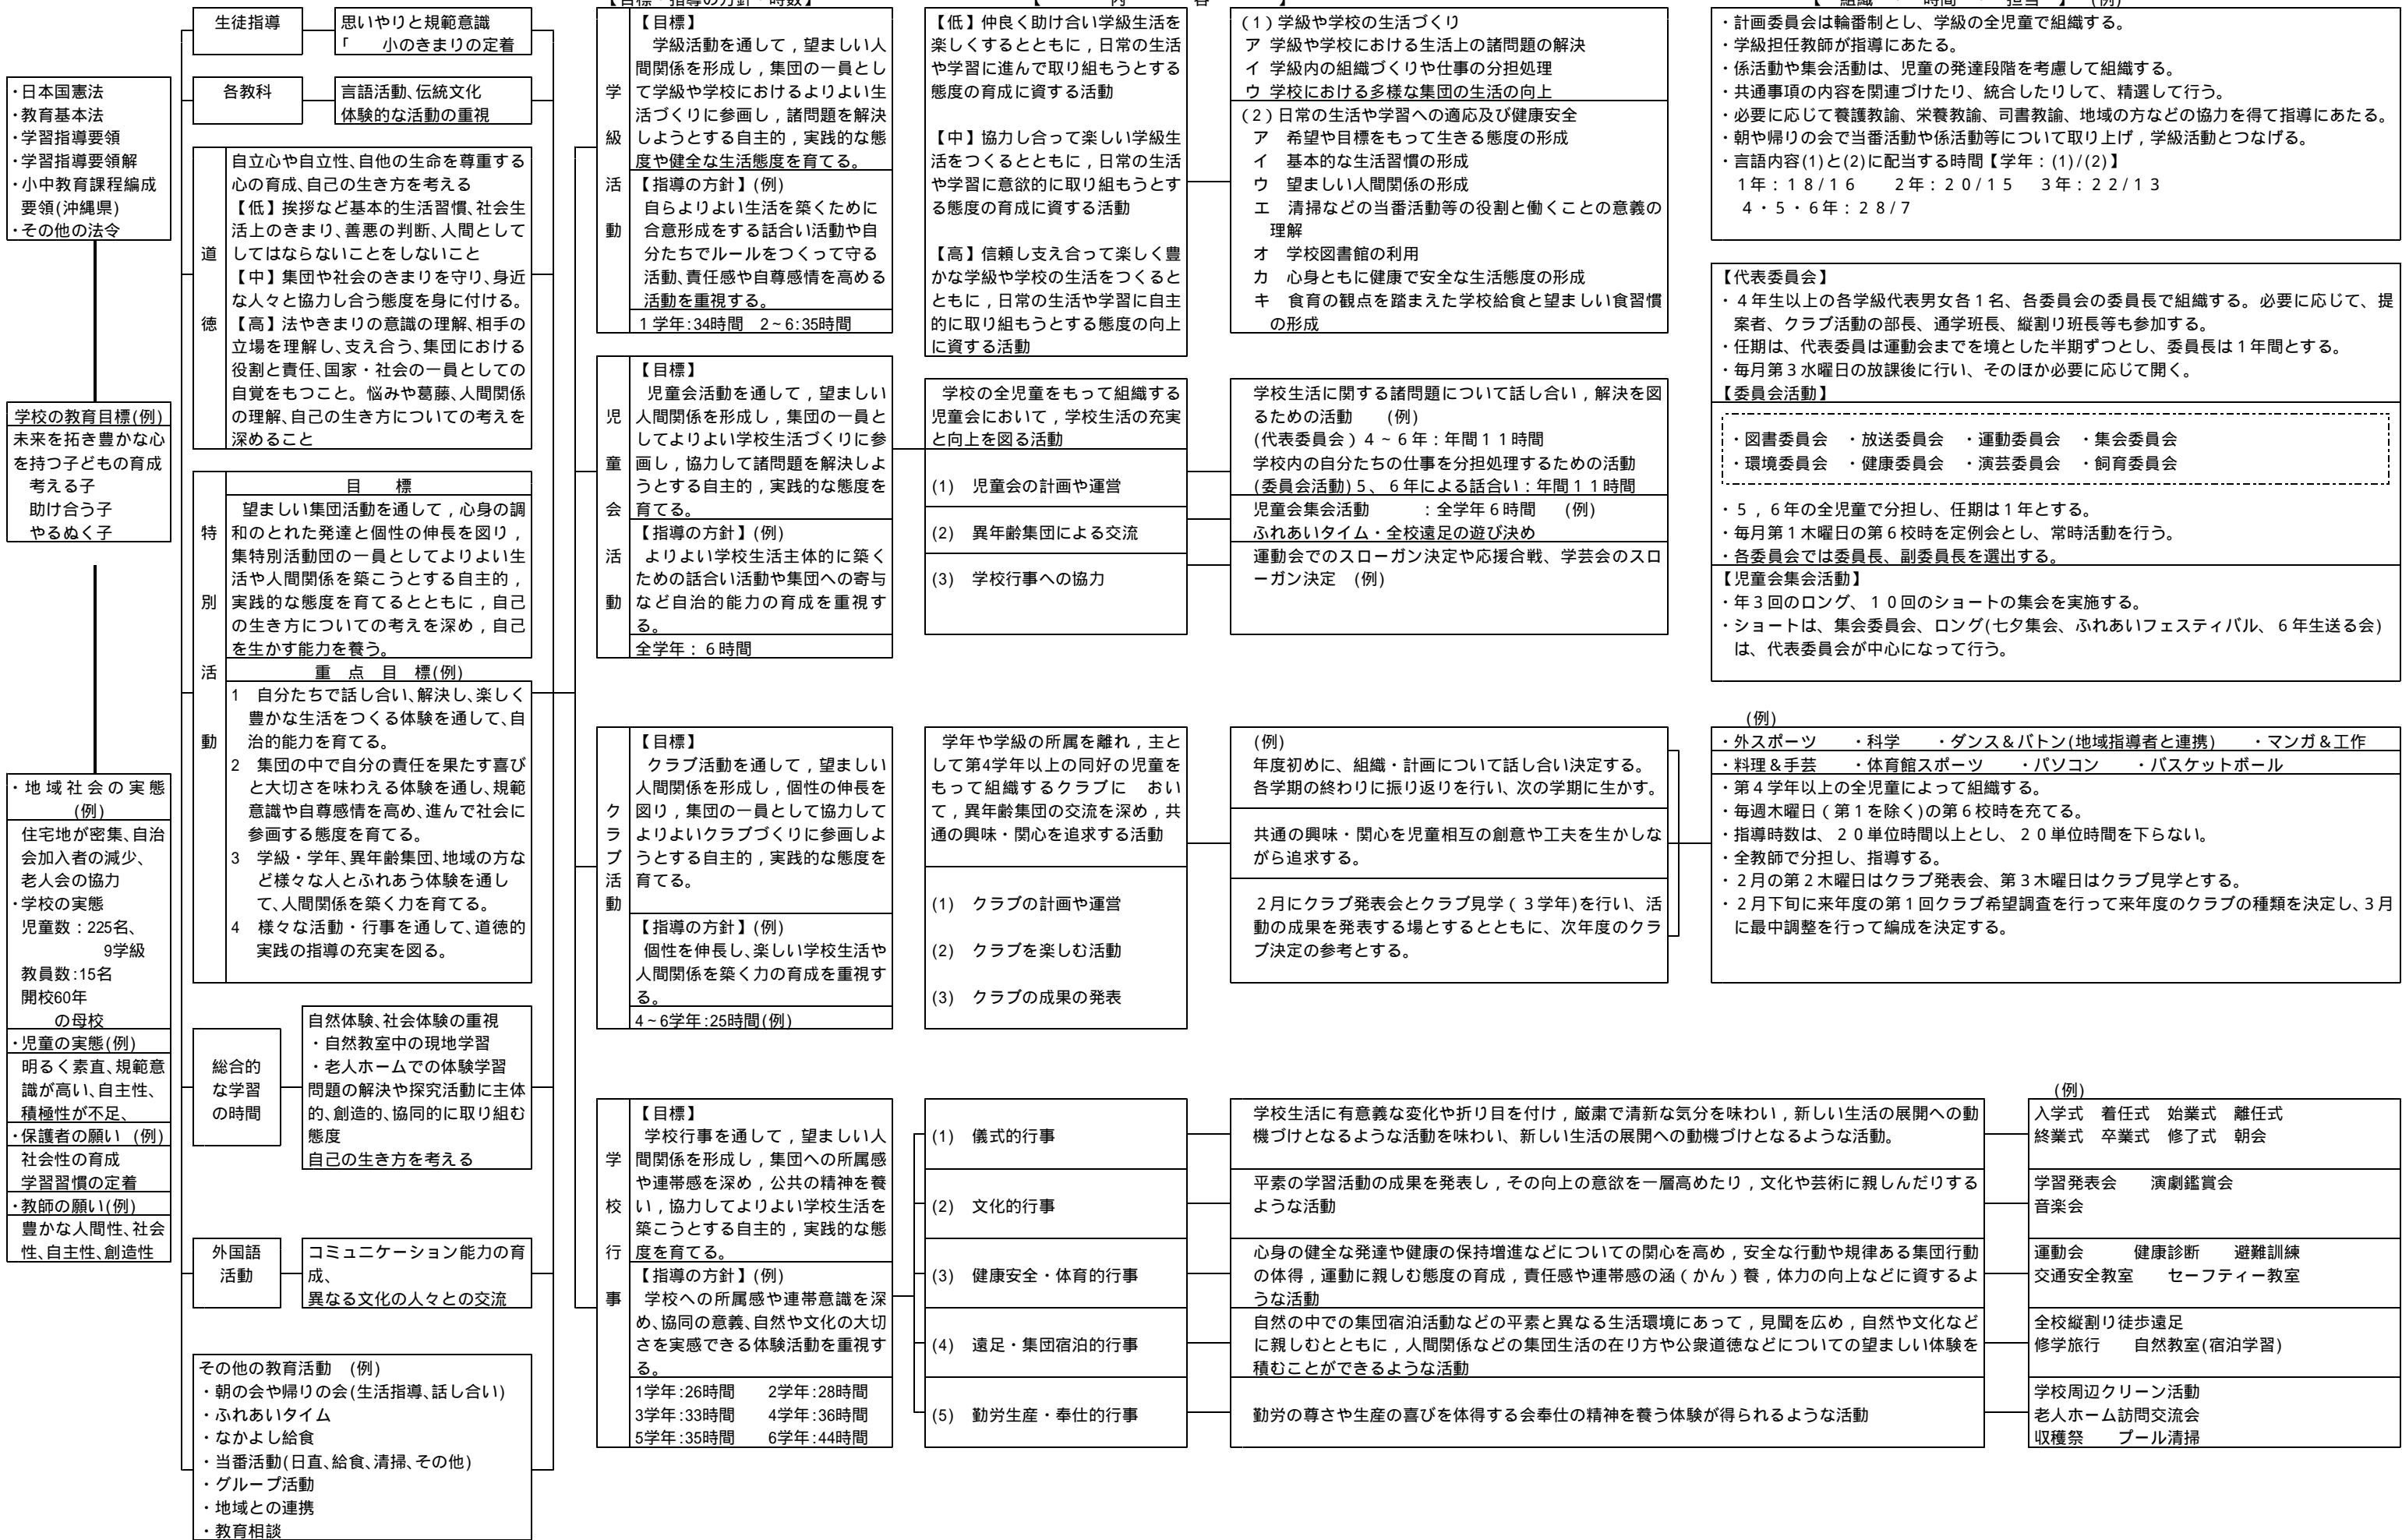 【目標・指導の方針・時数】
【 内 容 】
【 組織 ・ 時間 ・ 担当 】 (例)
・日本国憲法
・教育基本法
・学習指導要領
・学習指導要領解
・小中教育課程編成
要領(沖縄県)
・その他の法令
学校の教育目標(例)
未来を拓き豊かな心
を持つ子どもの育成
考える子
助け合う子
やるぬく子
・地域社会の実態
(例)
住宅地が密集、自治
会加入者の減少、
老人会の協力
・学校の実態
児童数：225名、
9学級
教員数:15名
開校60年
の母校
・児童の実態(例)
明るく素直、規範意
識が高い、自主性、
積極性が不足、
・保護者の願い (例)
社会性の育成
学習習慣の定着
・教師の願い(例)
豊かな人間性、社会
性、自主性、創造性
生徒指導
思いやりと規範意識
「 小のきまりの定着
各教科
言語活動、伝統文化
体験的な活動の重視
道徳
自立心や自立性、自他の生命を尊重する
心の育成、自己の生き方を考える
【低】挨拶など基本的生活習慣、社会生
活上のきまり、善悪の判断、人間として
してはならないことをしないこと
【中】集団や社会のきまりを守り、身近
な人々と協力し合う態度を身に付ける。
【高】法やきまりの意識の理解、相手の
立場を理解し、支え合う、集団における
役割と責任、国家・社会の一員としての
自覚をもつこと。悩みや葛藤、人間関係
の理解、自己の生き方についての考えを
深めること
特別活動
目 標
望ましい集団活動を通して，心身の調
和のとれた発達と個性の伸長を図り，
集特別活動団の一員としてよりよい生
活や人間関係を築こうとする自主的，
実践的な態度を育てるとともに，自己
の生き方についての考えを深め，自己
を生かす能力を養う。
重 点 目 標(例)
1 自分たちで話し合い、解決し、楽しく
豊かな生活をつくる体験を通して、自
治的能力を育てる。
2 集団の中で自分の責任を果たす喜び
と大切さを味わえる体験を通し、規範
意識や自尊感情を高め、進んで社会に
参画する態度を育てる。
3 学級・学年、異年齢集団、地域の方な
ど様々な人とふれあう体験を通し
て、人間関係を築く力を育てる。
4 様々な活動・行事を通して、道徳的
実践の指導の充実を図る。
総合的
な学習
の時間
自然体験、社会体験の重視
・自然教室中の現地学習
・老人ホームでの体験学習
問題の解決や探究活動に主体
的、創造的、協同的に取り組む
態度
自己の生き方を考える
外国語
活動
コミュニケーション能力の育
成、
異なる文化の人々との交流
その他の教育活動 (例)
・朝の会や帰りの会(生活指導、話し合い)
・ふれあいタイム
・なかよし給食
・当番活動(日直、給食、清掃、その他)
・グループ活動
・地域との連携
・教育相談
学級活動
【目標】
学級活動を通して，望ましい人
間関係を形成し，集団の一員とし
て学級や学校におけるよりよい生
活づくりに参画し，諸問題を解決
しようとする自主的，実践的な態
度や健全な生活態度を育てる。
【指導の方針】(例)
自らよりよい生活を築くために
合意形成をする話合い活動や自
分たちでルールをつくって守る
活動、責任感や自尊感情を高める
活動を重視する。
1学年:34時間 2～6:35時間
【低】仲良く助け合い学級生活を
楽しくするとともに，日常の生活
や学習に進んで取り組もうとする
態度の育成に資する活動
【中】協力し合って楽しい学級生
活をつくるとともに，日常の生活
や学習に意欲的に取り組もうとす
る態度の育成に資する活動
【高】信頼し支え合って楽しく豊
かな学級や学校の生活をつくると
ともに，日常の生活や学習に自主
的に取り組もうとする態度の向上
に資する活動
(１)学級や学校の生活づくり
ア 学級や学校における生活上の諸問題の解決
イ 学級内の組織づくりや仕事の分担処理
ウ 学校における多様な集団の生活の向上
(２)日常の生活や学習への適応及び健康安全
ア 希望や目標をもって生きる態度の形成
イ 基本的な生活習慣の形成
ウ 望ましい人間関係の形成
エ 清掃などの当番活動等の役割と働くことの意義の
理解
オ 学校図書館の利用
カ 心身ともに健康で安全な生活態度の形成
キ 食育の観点を踏まえた学校給食と望ましい食習慣
の形成
・計画委員会は輪番制とし、学級の全児童で組織する。
・学級担任教師が指導にあたる。
・係活動や集会活動は、児童の発達段階を考慮して組織する。
・共通事項の内容を関連づけたり、統合したりして、精選して行う。
・必要に応じて養護教諭、栄養教諭、司書教諭、地域の方などの協力を得て指導にあたる。
・朝や帰りの会で当番活動や係活動等について取り上げ，学級活動とつなげる。
・言語内容(1)と(2)に配当する時間【学年：(1)/(2)】
1年：１８/１６ 2年：２０/１５ 3年：２２/１３
４・５・６年：２８/７
児童会活動
【目標】
児童会活動を通して，望ましい
人間関係を形成し，集団の一員と
してよりよい学校生活づくりに参
画し，協力して諸問題を解決しよ
うとする自主的，実践的な態度を
育てる。
【指導の方針】(例)
よりよい学校生活主体的に築く
ための話合い活動や集団への寄与
など自治的能力の育成を重視す
る。
全学年：６時間
学校の全児童をもって組織する
児童会において，学校生活の充実
と向上を図る活動
(1) 児童会の計画や運営
(2) 異年齢集団による交流
(3) 学校行事への協力
学校生活に関する諸問題について話し合い，解決を図
るための活動 (例)
(代表委員会）４～６年：年間１１時間
学校内の自分たちの仕事を分担処理するための活動
(委員会活動)５、６年による話合い：年間１１時間
児童会集会活動 ：全学年６時間 (例)
ふれあいタイム・全校遠足の遊び決め
運動会でのスローガン決定や応援合戦、学芸会のスロ
ーガン決定 (例)
【代表委員会】
・４年生以上の各学級代表男女各１名、各委員会の委員長で組織する。必要に応じて、提
案者、クラブ活動の部長、通学班長、縦割り班長等も参加する。
・任期は、代表委員は運動会までを境とした半期ずつとし、委員長は１年間とする。
・毎月第３水曜日の放課後に行い、そのほか必要に応じて開く。
【委員会活動】
・図書委員会 ・放送委員会 ・運動委員会 ・集会委員会
・環境委員会 ・健康委員会 ・演芸委員会 ・飼育委員会
・５，６年の全児童で分担し、任期は１年とする。
・毎月第１木曜日の第６校時を定例会とし、常時活動を行う。
・各委員会では委員長、副委員長を選出する。
【児童会集会活動】
・年３回のロング、１０回のショートの集会を実施する。
・ショートは、集会委員会、ロング(七夕集会、ふれあいフェスティバル、６年生送る会)
は、代表委員会が中心になって行う。
クラブ活動
【目標】
クラブ活動を通して，望ましい
人間関係を形成し，個性の伸長を
図り，集団の一員として協力して
よりよいクラブづくりに参画しよ
うとする自主的，実践的な態度を
育てる。
【指導の方針】(例)
個性を伸長し、楽しい学校生活や
人間関係を築く力の育成を重視す
る。
4～6学年:25時間(例)
学年や学級の所属を離れ，主と
して第4学年以上の同好の児童を
もって組織するクラブに おい
て，異年齢集団の交流を深め，共
通の興味・関心を追求する活動
(1) クラブの計画や運営
(2) クラブを楽しむ活動
(3) クラブの成果の発表
(例)
年度初めに、組織・計画について話し合い決定する。
各学期の終わりに振り返りを行い、次の学期に生かす。
共通の興味・関心を児童相互の創意や工夫を生かしな
がら追求する。
２月にクラブ発表会とクラブ見学（３学年)を行い、活
動の成果を発表する場とするとともに、次年度のクラ
ブ決定の参考とする。
(例)
・外スポーツ ・科学 ・ダンス＆バトン(地域指導者と連携) ・マンガ＆工作
・料理＆手芸 ・体育館スポーツ ・パソコン ・バスケットボール
・第４学年以上の全児童によって組織する。
・毎週木曜日（第１を除く)の第６校時を充てる。
・指導時数は、２０単位時間以上とし、２０単位時間を下らない。
・全教師で分担し、指導する。
・２月の第２木曜日はクラブ発表会、第３木曜日はクラブ見学とする。
・２月下旬に来年度の第１回クラブ希望調査を行って来年度のクラブの種類を決定し、３月
に最中調整を行って編成を決定する。
学校行事
【目標】
学校行事を通して，望ましい人
間関係を形成し，集団への所属感
や連帯感を深め，公共の精神を養
い，協力してよりよい学校生活を
築こうとする自主的，実践的な態
度を育てる。
【指導の方針】(例)
学校への所属感や連帯意識を深
め、協同の意義、自然や文化の大切
さを実感できる体験活動を重視す
る。
1学年:26時間 2学年:28時間
3学年:33時間 4学年:36時間
5学年:35時間 6学年:44時間
(1) 儀式的行事
(2) 文化的行事
(3) 健康安全・体育的行事
(4) 遠足・集団宿泊的行事
(5) 勤労生産・奉仕的行事
学校生活に有意義な変化や折り目を付け，厳粛で清新な気分を味わい，新しい生活の展開への動
機づけとなるような活動を味わい、新しい生活の展開への動機づけとなるような活動。
平素の学習活動の成果を発表し，その向上の意欲を一層高めたり，文化や芸術に親しんだりする
ような活動
心身の健全な発達や健康の保持増進などについての関心を高め，安全な行動や規律ある集団行動
の体得，運動に親しむ態度の育成，責任感や連帯感の涵（かん）養，体力の向上などに資するよ
うな活動
自然の中での集団宿泊活動などの平素と異なる生活環境にあって，見聞を広め，自然や文化など
に親しむとともに，人間関係などの集団生活の在り方や公衆道徳などについての望ましい体験を
積むことができるような活動
勤労の尊さや生産の喜びを体得する会奉仕の精神を養う体験が得られるような活動
(例)
入学式 着任式 始業式 離任式
終業式 卒業式 修了式 朝会
学習発表会 演劇鑑賞会
音楽会
運動会 健康診断 避難訓練
交通安全教室 セーフティー教室
全校縦割り徒歩遠足
修学旅行 自然教室(宿泊学習)
学校周辺クリーン活動
老人ホーム訪問交流会
収穫祭 プール清掃